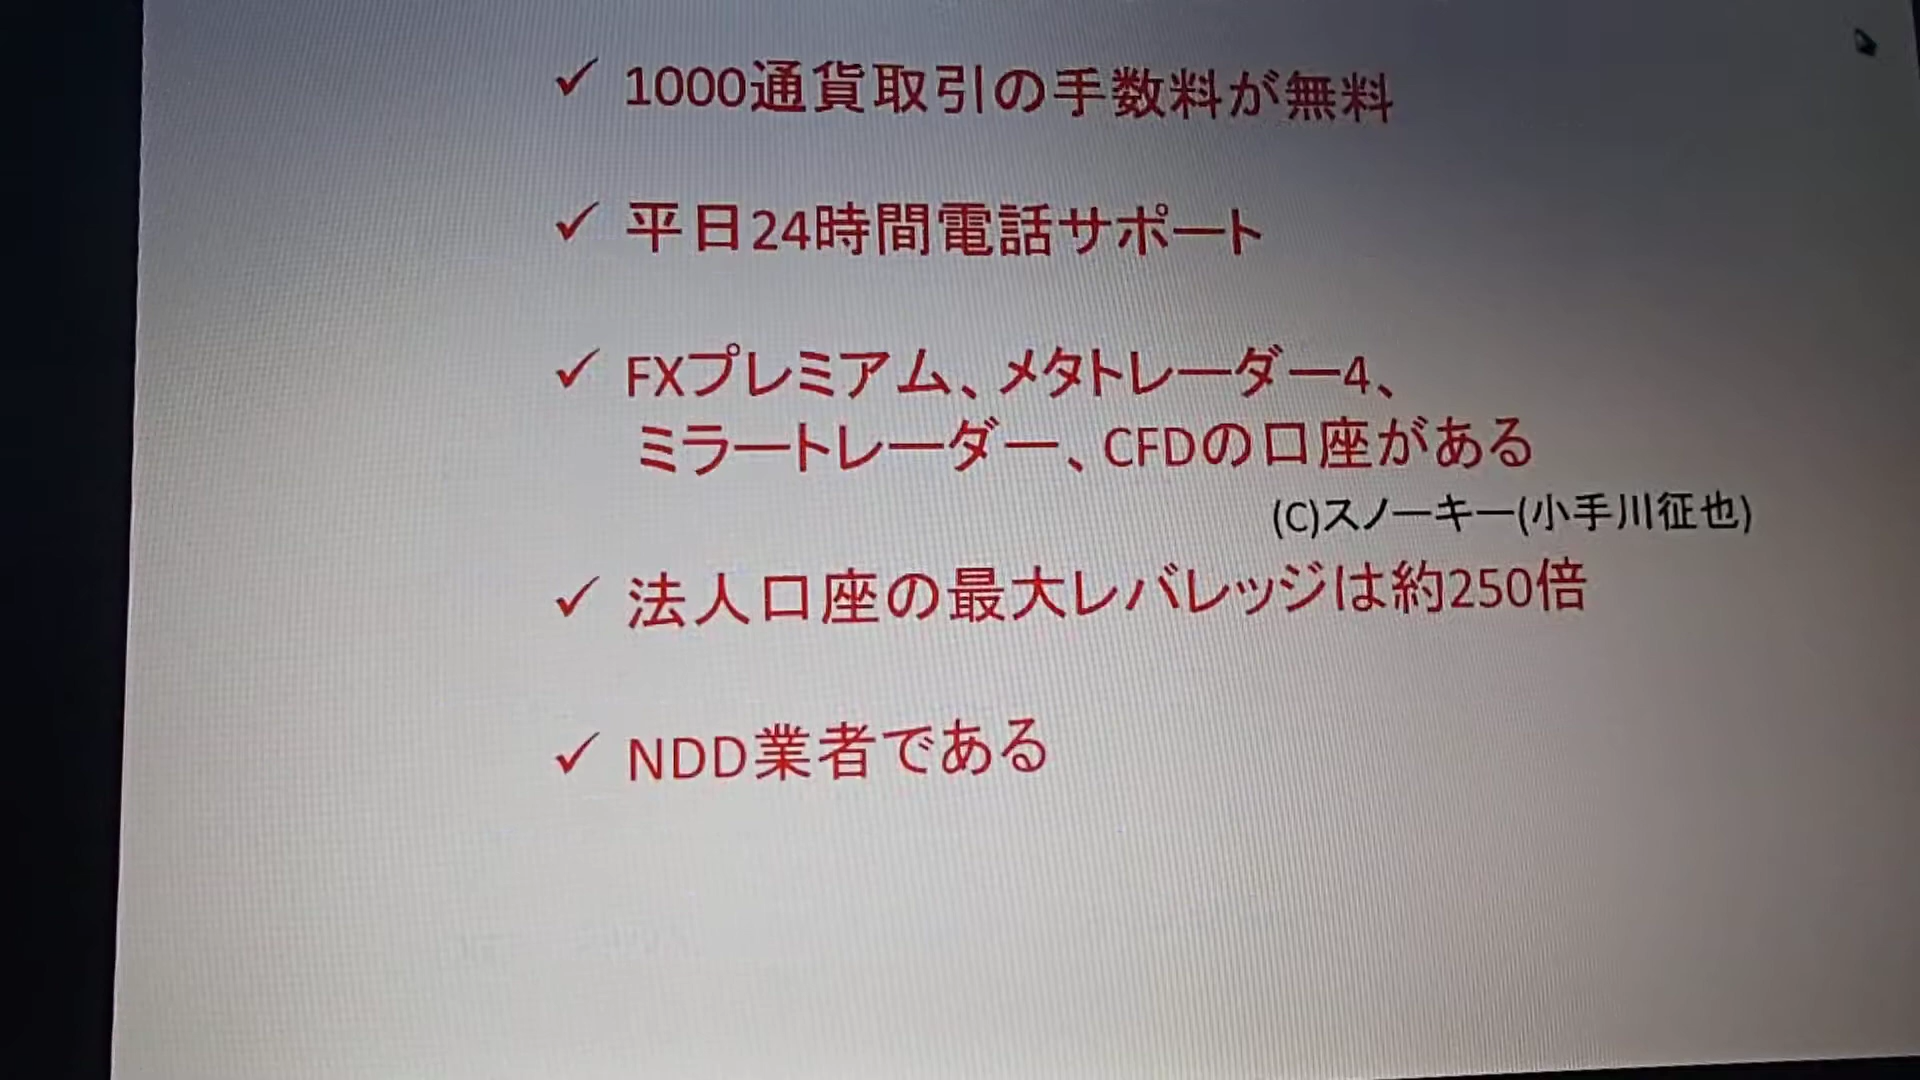 ✓ 1000通貨取引の手数料が無料
✓ 平日24時間電話サポート
✓ FXプレミアム、メタトレーダー4、
ミラートレーダー、CFDの口座がある
(C)スノーキー(小手川征也)
✓ 法人口座の最大レバレッジは約250倍
✓ NDD業者である